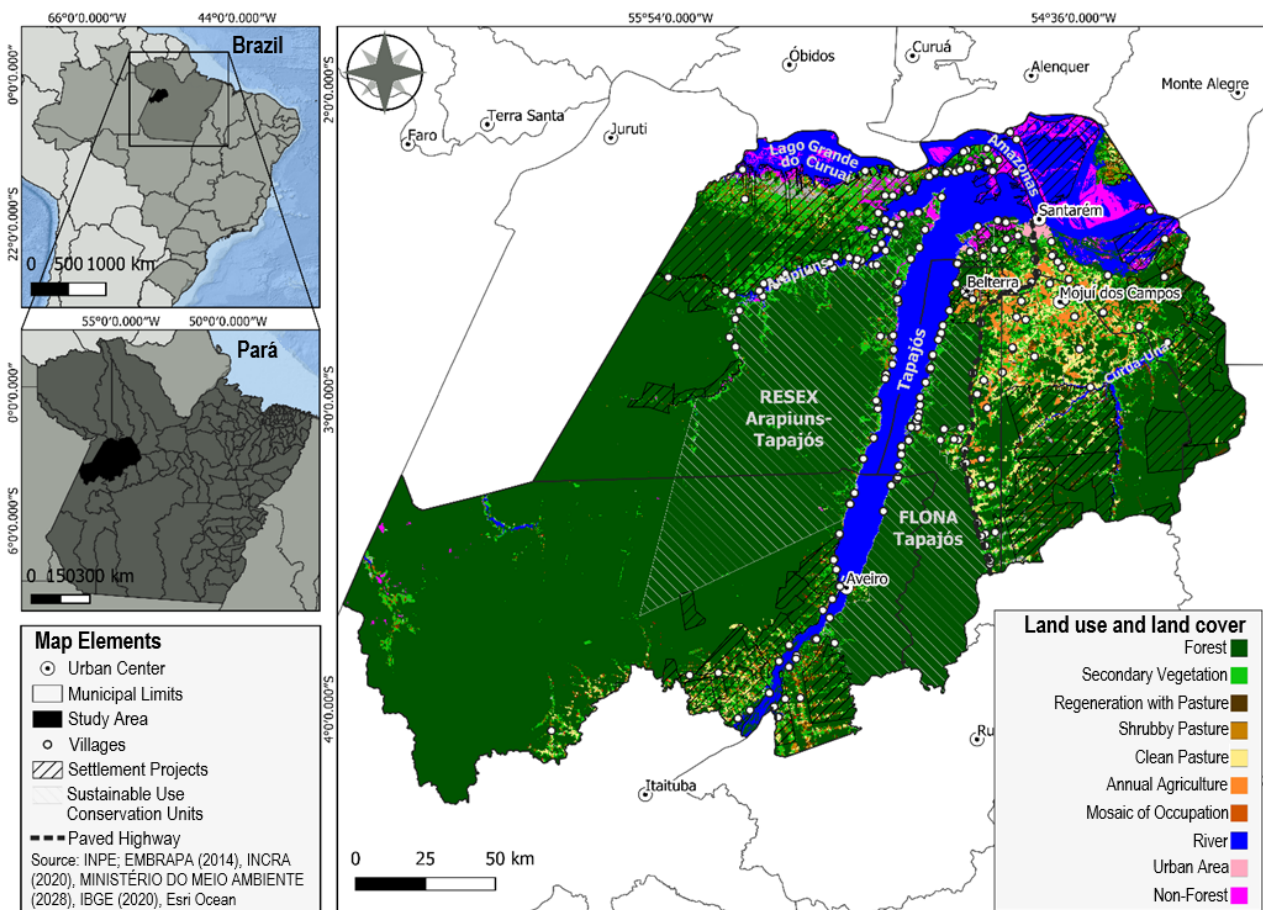 66°0'0.000"W 44°0'0.000"W
Brazil
0°0'0.000"S
22°0'0.000"S
0 500 1000 km
55°0'0.000"W 50°0'0.000"W
Pará
0°0'0.000"S
6°0'0.000"S
0 150300 km
Map Elements
Urban Center
Municipal Limits
Study Area
Villages
Settlement Projects
Sustainable Use
Conservation Units
Paved Highway
Source: INPE; EMBRAPA (2014), INCRA
(2020), MINISTÉRIO DO MEIO AMBIENTE
(2028), IBGE (2020), Esri Ocean
55°54'0.000"W 54°36'0.000"W
2°0'0.000"S
3°0'0.000"S
4°0'0.000"S
Óbidos
Curuá
Alenquer
Monte Alegre
Terra Santa
Faro
Juruti
Lago Grande
do Curuai
Amazonas
Santarém
Arapiuns
Belterra
Mojuí dos Campos
Tapajós
Curua-Una
RESEX
Arapiuns-
Tapajós
FLONA
Tapajós
Aveiro
Ru
Itaituba
0 25 50 km
Land use and land cover
Forest
Secondary Vegetation
Regeneration with Pasture
Shrubby Pasture
Clean Pasture
Annual Agriculture
Mosaic of Occupation
River
Urban Area
Non-Forest